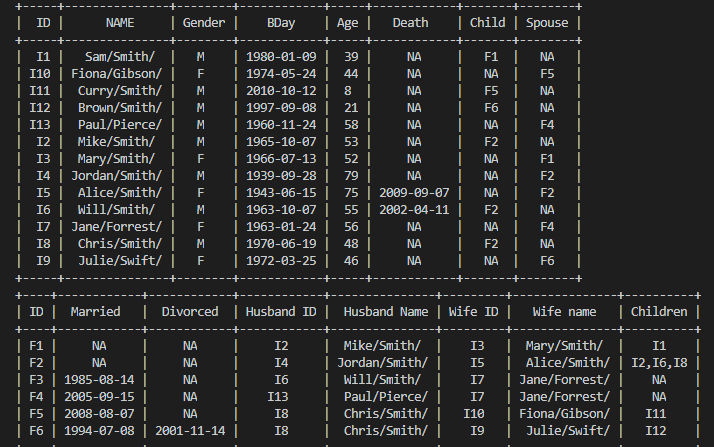 | ID | NAME | Gender | BDay | Age | Death | Child | Spouse |
| I1 | Sam/Smith/ | M | 1980-01-09 | 39 | NA | F1 | NA |
| I10 | Fiona/Gibson/ | F | 1974-05-24 | 44 | NA | NA | F5 |
| I11 | Curry/Smith/ | M | 2010-10-12 | 8 | NA | F5 | NA |
| I12 | Brown/Smith/ | M | 1997-09-08 | 21 | NA | F6 | NA |
| I13 | Paul/Pierce/ | M | 1960-11-24 | 58 | NA | NA | F4 |
| I2 | Mike/Smith/ | M | 1965-10-07 | 53 | NA | F2 | NA |
| I3 | Mary/Smith/ | F | 1966-07-13 | 52 | NA | NA | F1 |
| I4 | Jordan/Smith/ | M | 1939-09-28 | 79 | NA | NA | F2 |
| I5 | Alice/Smith/ | F | 1943-06-15 | 75 | 2009-09-07 | NA | F2 |
| I6 | Will/Smith/ | M | 1963-10-07 | 55 | 2002-04-11 | F2 | NA |
| I7 | Jane/Forrest/ | F | 1963-01-24 | 56 | NA | NA | F4 |
| I8 | Chris/Smith/ | M | 1970-06-19 | 48 | NA | F2 | NA |
| I9 | Julie/Swift/ | F | 1972-03-25 | 46 | NA | NA | F6 |
| ID | Married | Divorced | Husband ID | Husband Name | Wife ID | Wife name | Children |
| F1 | NA | NA | I2 | Mike/Smith/ | I3 | Mary/Smith/ | I1 |
| F2 | NA | NA | I4 | Jordan/Smith/ | I5 | Alice/Smith/ | I2,I6,I8 |
| F3 | 1985-08-14 | NA | I6 | Will/Smith/ | I7 | Jane/Forrest/ | NA |
| F4 | 2005-09-15 | NA | I13 | Paul/Pierce/ | I7 | Jane/Forrest/ | NA |
| F5 | 2008-08-07 | NA | I8 | Chris/Smith/ | I10 | Fiona/Gibson/ | I11 |
| F6 | 1994-07-08 | 2001-11-14 | I8 | Chris/Smith/ | I9 | Julie/Swift/ | I12 |